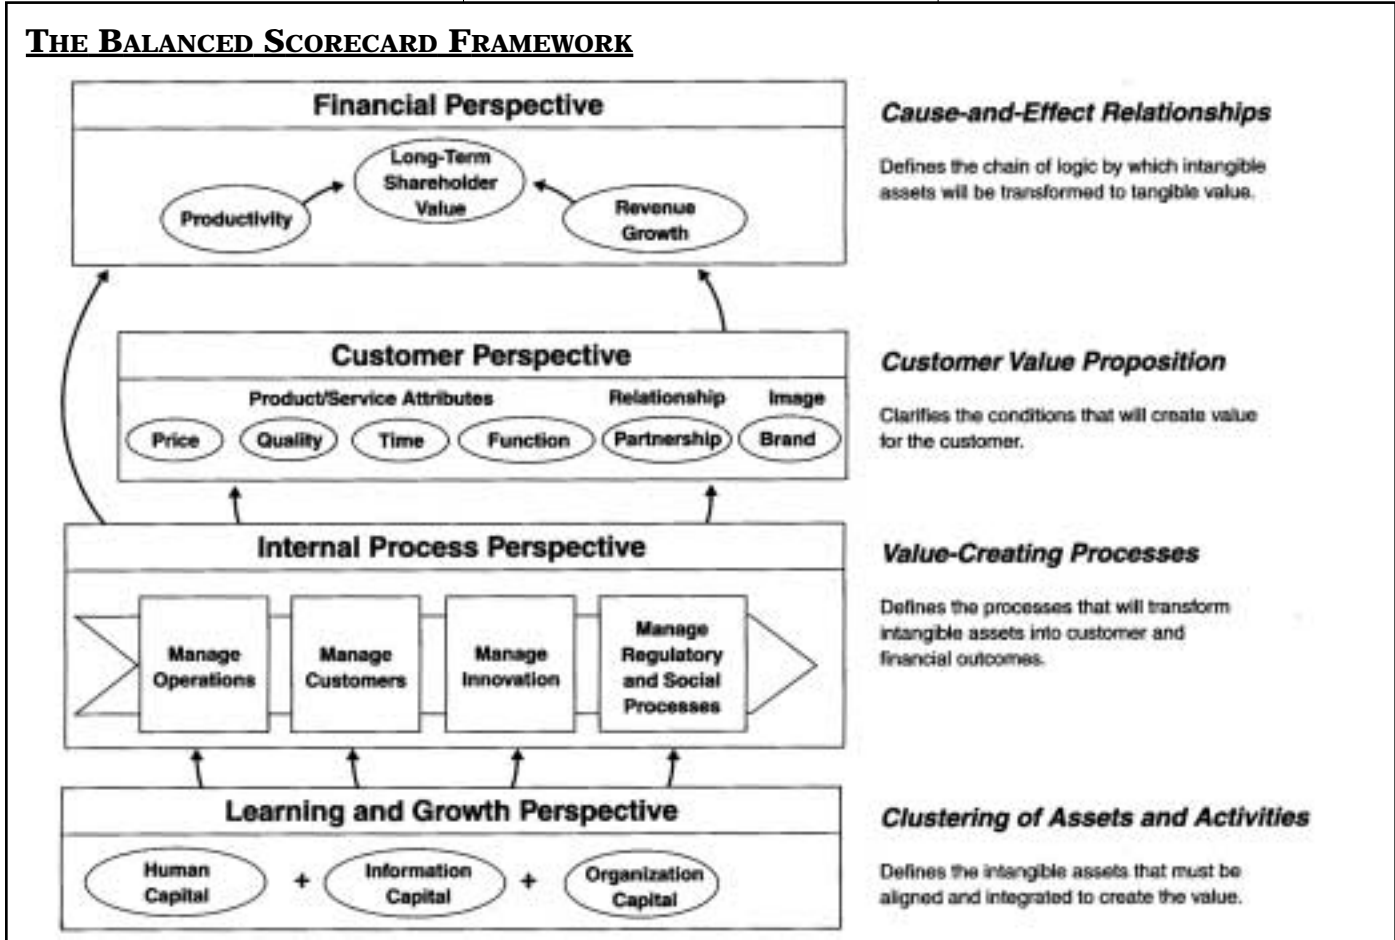 THE BALANCED SCORECARD FRAMEWORK
Financial Perspective
Long-Term
Shareholder
Value
Productivity
Revenue
Growth
Cause-and-Effect Relationships
Defines the chain of logic by which intangible
assets will be transformed to tangible value.
Customer Perspective
Product/Service Attributes
Relationship
Image
Price
Quality
Time
Function
Partnership
Brand
Customer Value Proposition
Clarifies the conditions that will create value
for the customer.
Internal Process Perspective
Manage
Operations
Manage
Customers
Manage
Innovation
Manage
Regulatory
and Social
Processes
Value-Creating Processes
Defines the processes that will transform
intangible assets into customer and
financial outcomes.
Learning and Growth Perspective
Human
Capital
+
Information
Capital
+
Organization
Capital
Clustering of Assets and Activities
Defines the intangible assets that must be
aligned and integrated to create the value.